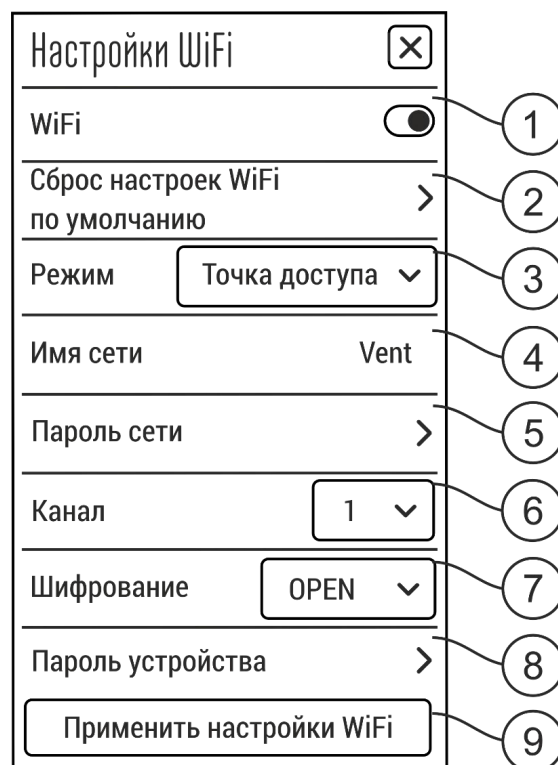 Настройки WiFi
WiFi
1
Сброс настроек WiFi
по умолчанию
2
Режим Точка доступа
3
Имя сети Vent
4
Пароль сети
5
Канал 1
6
Шифрование OPEN
7
Пароль устройства
8
Применить настройки WiFi
9